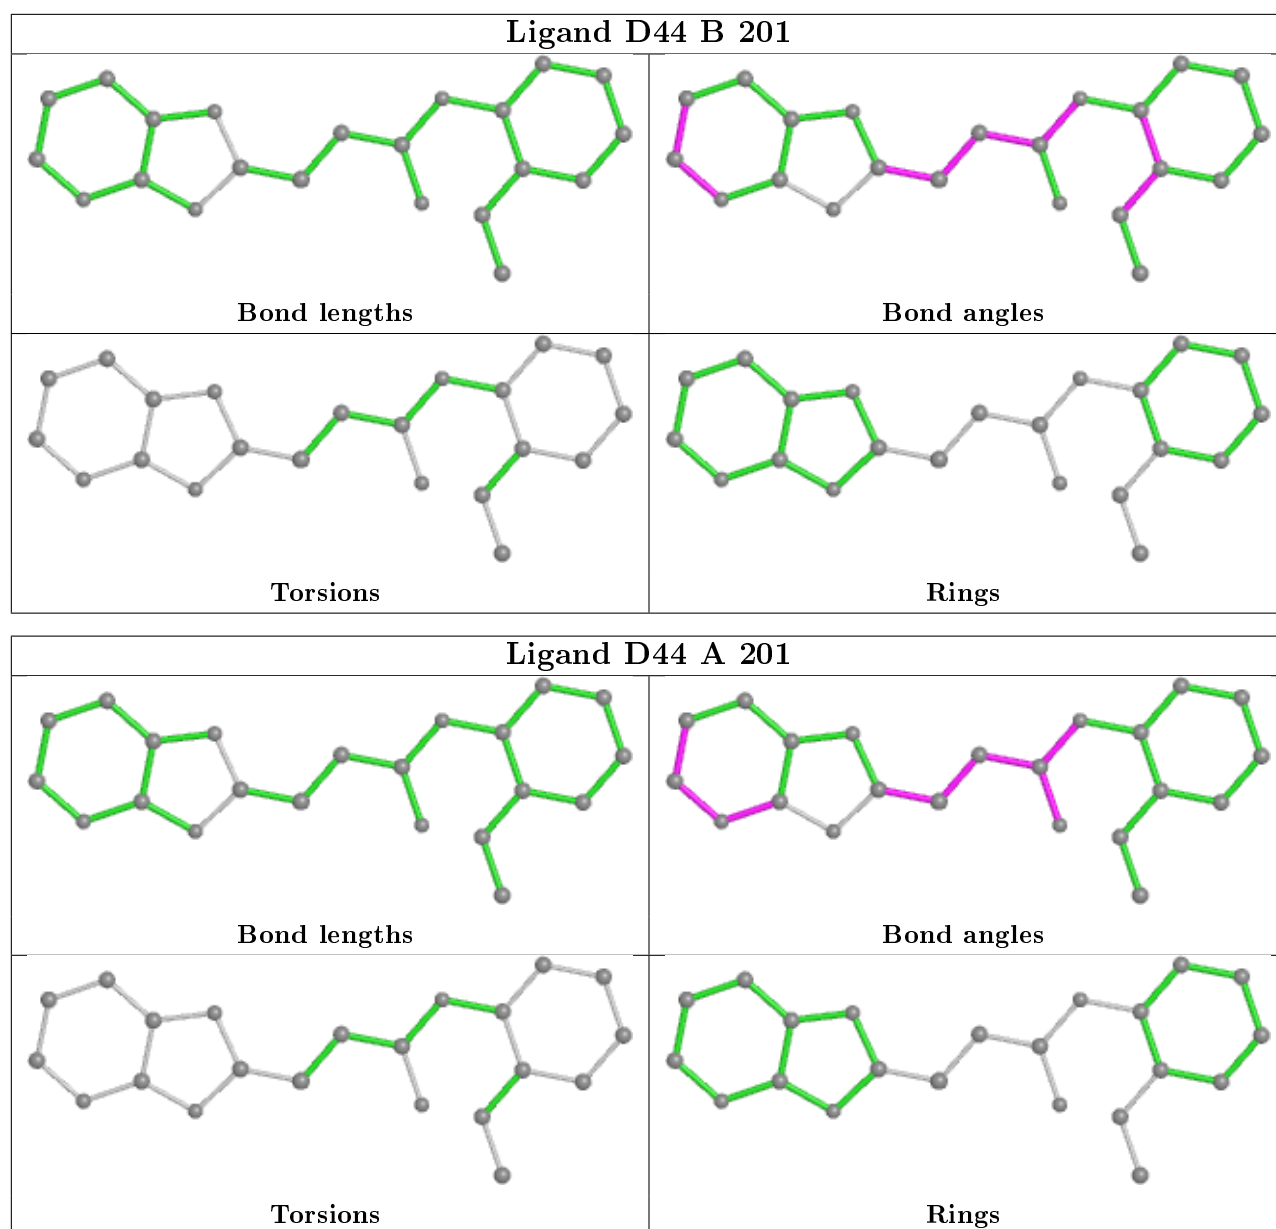 Ligand D44 B 201
Bond lengths
Bond angles
Torsions
Rings
Ligand D44 A 201
Bond lengths
Bond angles
Torsions
Rings